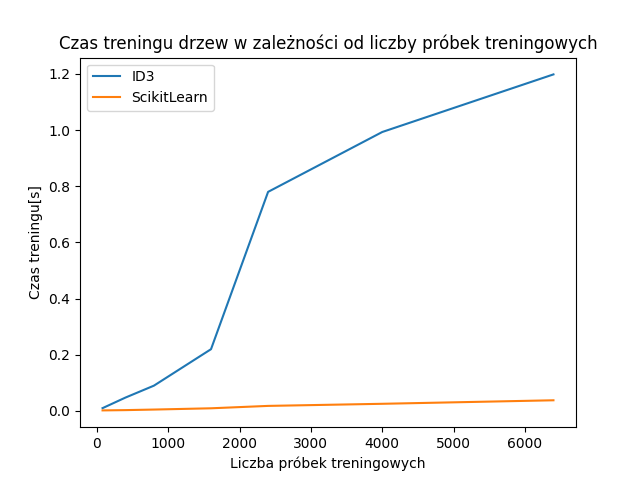 Czas treningu drzew w zależności od liczby próbek treningowych
ID3
ScikitLearn
1.2
1.0
0.8
0.6
0.4
0.2
0.0
Czas treningu[s]
0 1000 2000 3000 4000 5000 6000
Liczba próbek treningowych